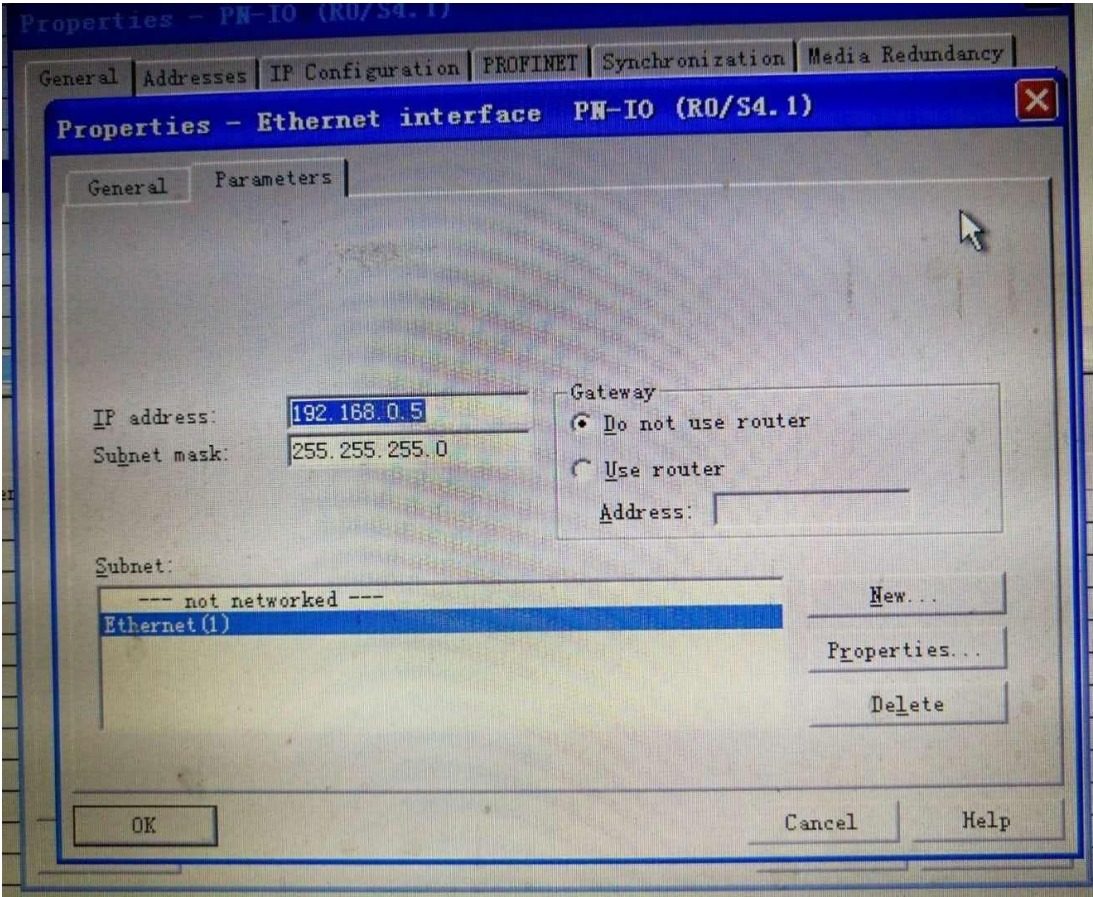 Properties - PN-IO (R0/S4.1)
General Addresses IP Configuration PROFINET Synchronization Media Redundancy
Properties - Ethernet interface PN-IO (R0/S4.1)
General Parameters
IP address: 192.168.0.5
Subnet mask: 255.255.255.0
Gateway
Do not use router
Use router
Address:
Subnet:
--- not networked ---
Ethernet(1)
New...
Properties...
Delete
OK Cancel Help